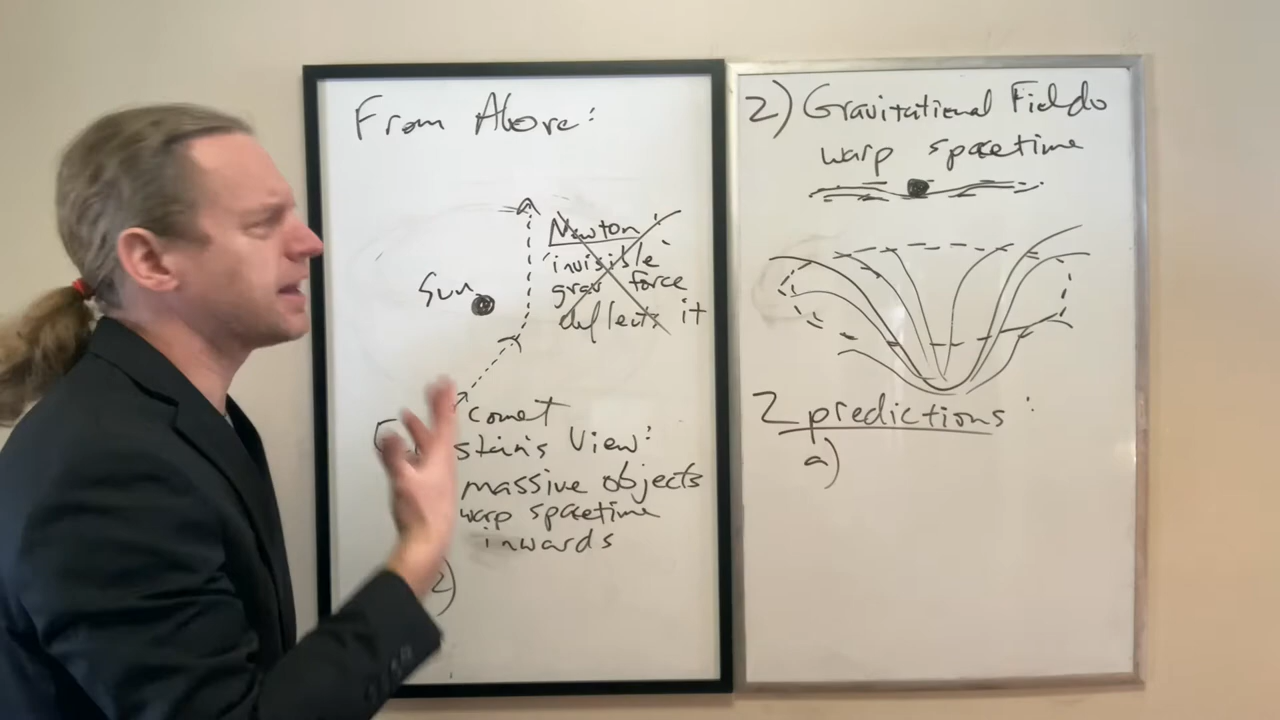 From Above:
Sun
Newton
invisible
grav force
deflects it
comet
stein's View:
massive objects
warp spacetime
inwards
2)
2) Gravitational Fields
warp spacetime
2 predictions:
a)